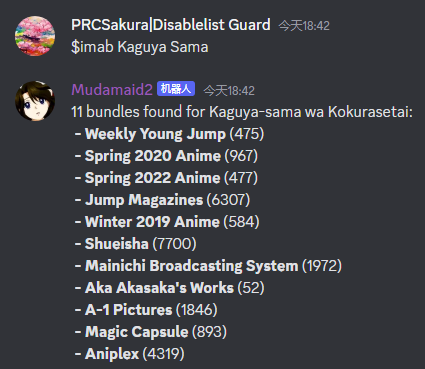 PRCSakura|Disablelist Guard 今天18:42
$imab Kaguya Sama
Mudamaid2 机器人 今天18:42
11 bundles found for Kaguya-sama wa Kokurasetai:
- Weekly Young Jump (475)
- Spring 2020 Anime (967)
- Spring 2022 Anime (477)
- Jump Magazines (6307)
- Winter 2019 Anime (584)
- Shueisha (7700)
- Mainichi Broadcasting System (1972)
- Aka Akasaka's Works (52)
- A-1 Pictures (1846)
- Magic Capsule (893)
- Aniplex (4319)